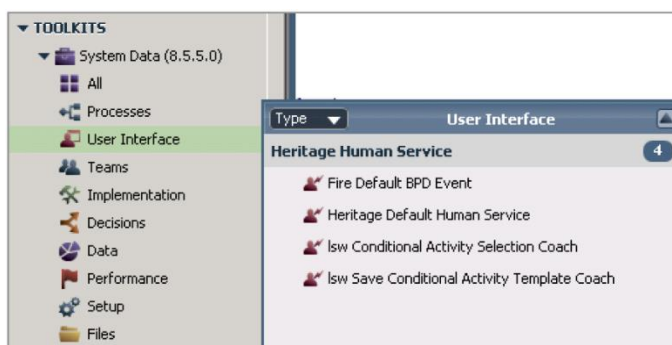 TOOLKITS
System Data (8.5.5.0)
All
Processes
User Interface
Teams
Implementation
Decisions
Data
Performance
Setup
Files
Type
User Interface
Heritage Human Service
4
Fire Default BPD Event
Heritage Default Human Service
lsw Conditional Activity Selection Coach
lsw Save Conditional Activity Template Coach